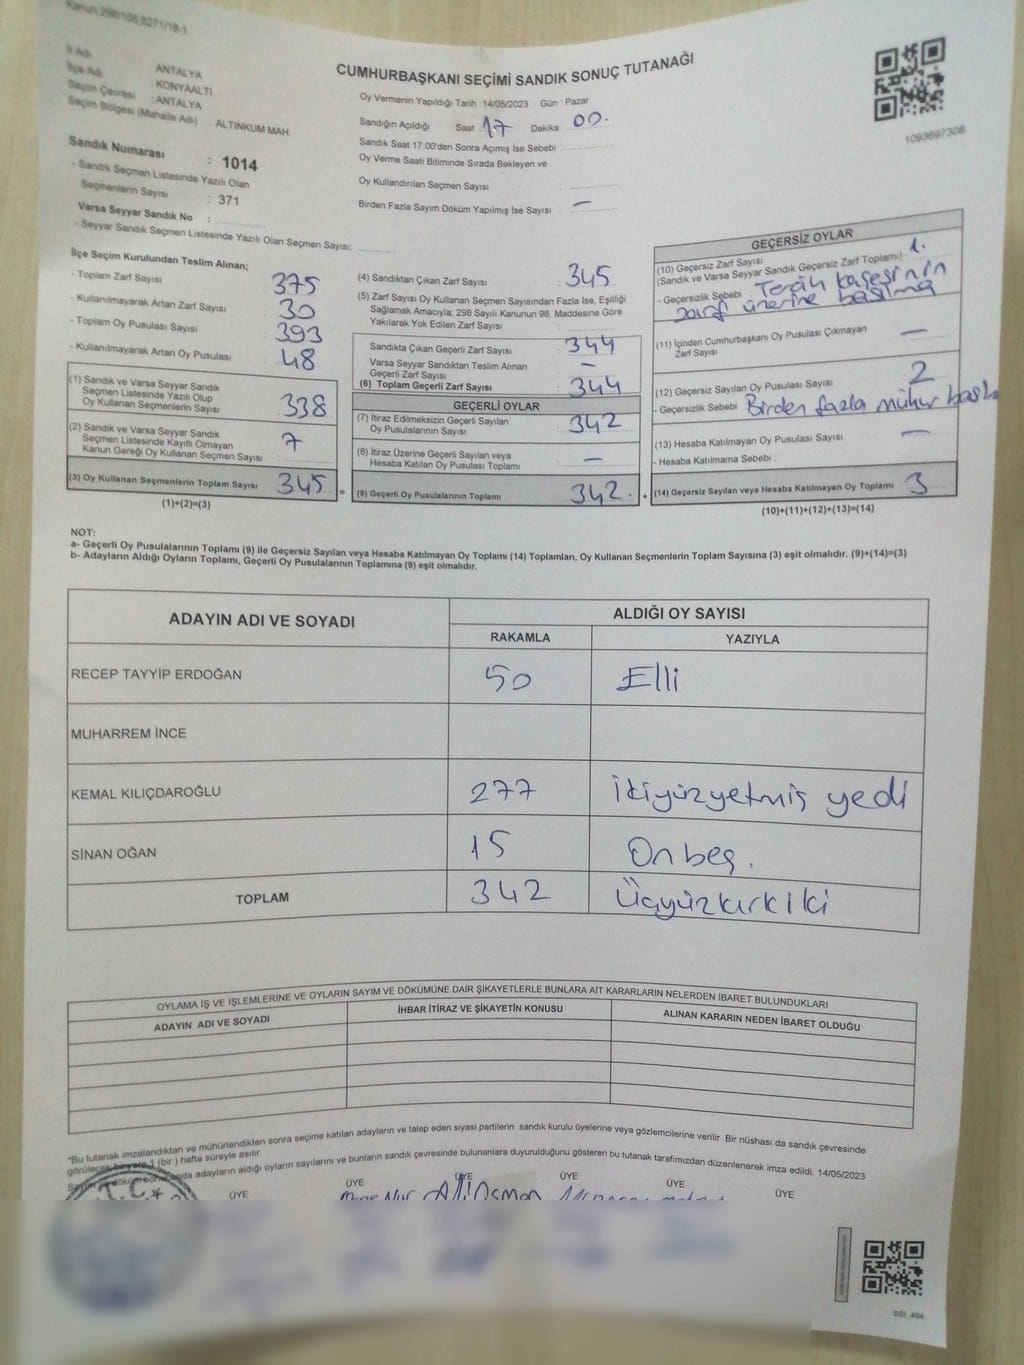 Kanun:298/108,6271/18-1
CUMHURBAŞKANI SEÇİMİ SANDIK SONUÇ TUTANAĞI
İl Adı ANTALYA
İlçe Adı KONYAALTI
Seçim Çevresi : ANTALYA
Seçim Bölgesi (Mahalle Adı) ALTINKUM MAH
Sandık Numarası : 1014
- Sandık Seçmen Listesinde Yazılı Olan
Seçmenlerin Sayısı : 371
Varsa Seyyar Sandık No :
- Seyyar Sandık Seçmen Listesinde Yazılı Olan Seçmen Sayısı:
Oy Vermenin Yapıldığı Tarih : 14/05/2023 Gün : Pazar
Sandığın Açıldığı Saat : 17 Dakika : 00.
Sandık Saat 17.00'den Sonra Açımış İse Sebebi :
Oy Verme Saati Bitiminde Sırada Bekleyen ve
Oy Kullandırılan Seçmen Sayısı :
Birden Fazla Sayım Döküm Yapılmış İse Sayısı : —
1093697306
İlçe Seçim Kurulundan Teslim Alınan;
- Toplam Zarf Sayısı 375
- Kullanılmayarak Artan Zarf Sayısı 30
- Toplam Oy Pusulası Sayısı 393
- Kullanılmayarak Artan Oy Pusulası 48
(1) Sandık ve Varsa Seyyar Sandık
Seçmen Listesinde Yazılı Olup
Oy Kullanan Seçmenlerin Sayısı 338
(2) Sandık ve Varsa Seyyar Sandık
Seçmen Listesinde Kayıtlı Olmayan
Kanun Gereği Oy Kullanan Seçmen Sayısı : 7
(3) Oy Kullanan Seçmenlerin Toplam Sayısı 345 =
(1)+(2)=(3)
(4) Sandıktan Çıkan Zarf Sayısı : 345
(5) Zarf Sayısı Oy Kullanan Seçmen Sayısından Fazla İse, Eşitliği
Sağlamak Amacıyla; 298 Sayılı Kanunun 98. Maddesine Göre
Yakılarak Yok Edilen Zarf Sayısı :
Sandıkta Çıkan Geçerli Zarf Sayısı : 344
Varsa Seyyar Sandıktan Teslim Alınan
Geçerli Zarf Sayısı : —
(6) Toplam Geçerli Zarf Sayısı : 344
GEÇERLİ OYLAR
(7) İtiraz Edilmeksizin Geçerli Sayılan
Oy Pusulalarının Sayısı : 342
(8) İtiraz Üzerine Geçerli Sayılan veya
Hesaba Katılan Oy Pusulası Toplamı : —
(9) Geçerli Oy Pusulalarının Toplamı 342. +
GEÇERSİZ OYLAR
(10) Geçersiz Zarf Sayısı
(Sandık ve Varsa Seyyar Sandık Geçersiz Zarf Toplamı) : 1.
- Geçersizlik Sebebi : Tercih kaşesinin
zarf üzerine basılma
(11) İçinden Cumhurbaşkanı Oy Pusulası Çıkmayan
Zarf Sayısı : —
(12) Geçersiz Sayılan Oy Pusulası Sayısı : 2
- Geçersizlik Sebebi Birden fazla mühür
(13) Hesaba Katılmayan Oy Pusulası Sayısı : —
- Hesaba Katılmama Sebebi :
(14) Geçersiz Sayılan veya Hesaba Katılmayan Oy Toplamı : 3
(10)+(11)+(12)+(13)=(14)
NOT:
a- Geçerli Oy Pusulalarının Toplamı (9) ile Geçersiz Sayılan veya Hesaba Katılmayan Oy Toplamı (14) Toplamları, Oy Kullanan Seçmenlerin Toplam Sayısına (3) eşit olmalıdır. (9)+(14)=(3)
b- Adayların Aldığı Oyların Toplamı, Geçerli Oy Pusulalarının Toplamına (9) eşit olmalıdır.
ADAYIN ADI VE SOYADI ALDIĞI OY SAYISI
RAKAMLA YAZIYLA
RECEP TAYYİP ERDOĞAN 50 Elli
MUHARREM İNCE
KEMAL KILIÇDAROĞLU 277 ikiyüzyetmiş yedi
SİNAN OĞAN 15 Onbeş.
TOPLAM 342 Üçyüzkırkiki
OYLAMA İŞ VE İŞLEMLERİNE VE OYLARIN SAYIM VE DÖKÜMÜNE DAİR ŞİKAYETLERLE BUNLARA AİT KARARLARIN NELERDEN İBARET BULUNDUKLARI
ADAYIN ADI VE SOYADI İHBAR İTİRAZ VE ŞİKAYETİN KONUSU ALINAN KARARIN NEDEN İBARET OLDUĞU
"Bu tutanak imzalandıktan ve mühürlendikten sonra seçime katılan adayların ve talep eden siyasi partilerin sandık kurulu üyelerine veya gözlemcilerine verilir. Bir nüshası da sandık çevresinde
görülecek bir yere 1 (bir ) hafta süreyle asılır.
adayların aldığı oyların sayılarını ve bunların sandık çevresinde bulunanlara duyurulduğunu gösteren bu tutanak tarafımızdan düzenlenerek imza edildi. 14/05/2023
T.C.*
ÜYE ÜYE ÜYE ÜYE ÜYE ÜYE
Ali Osman
SSI_404